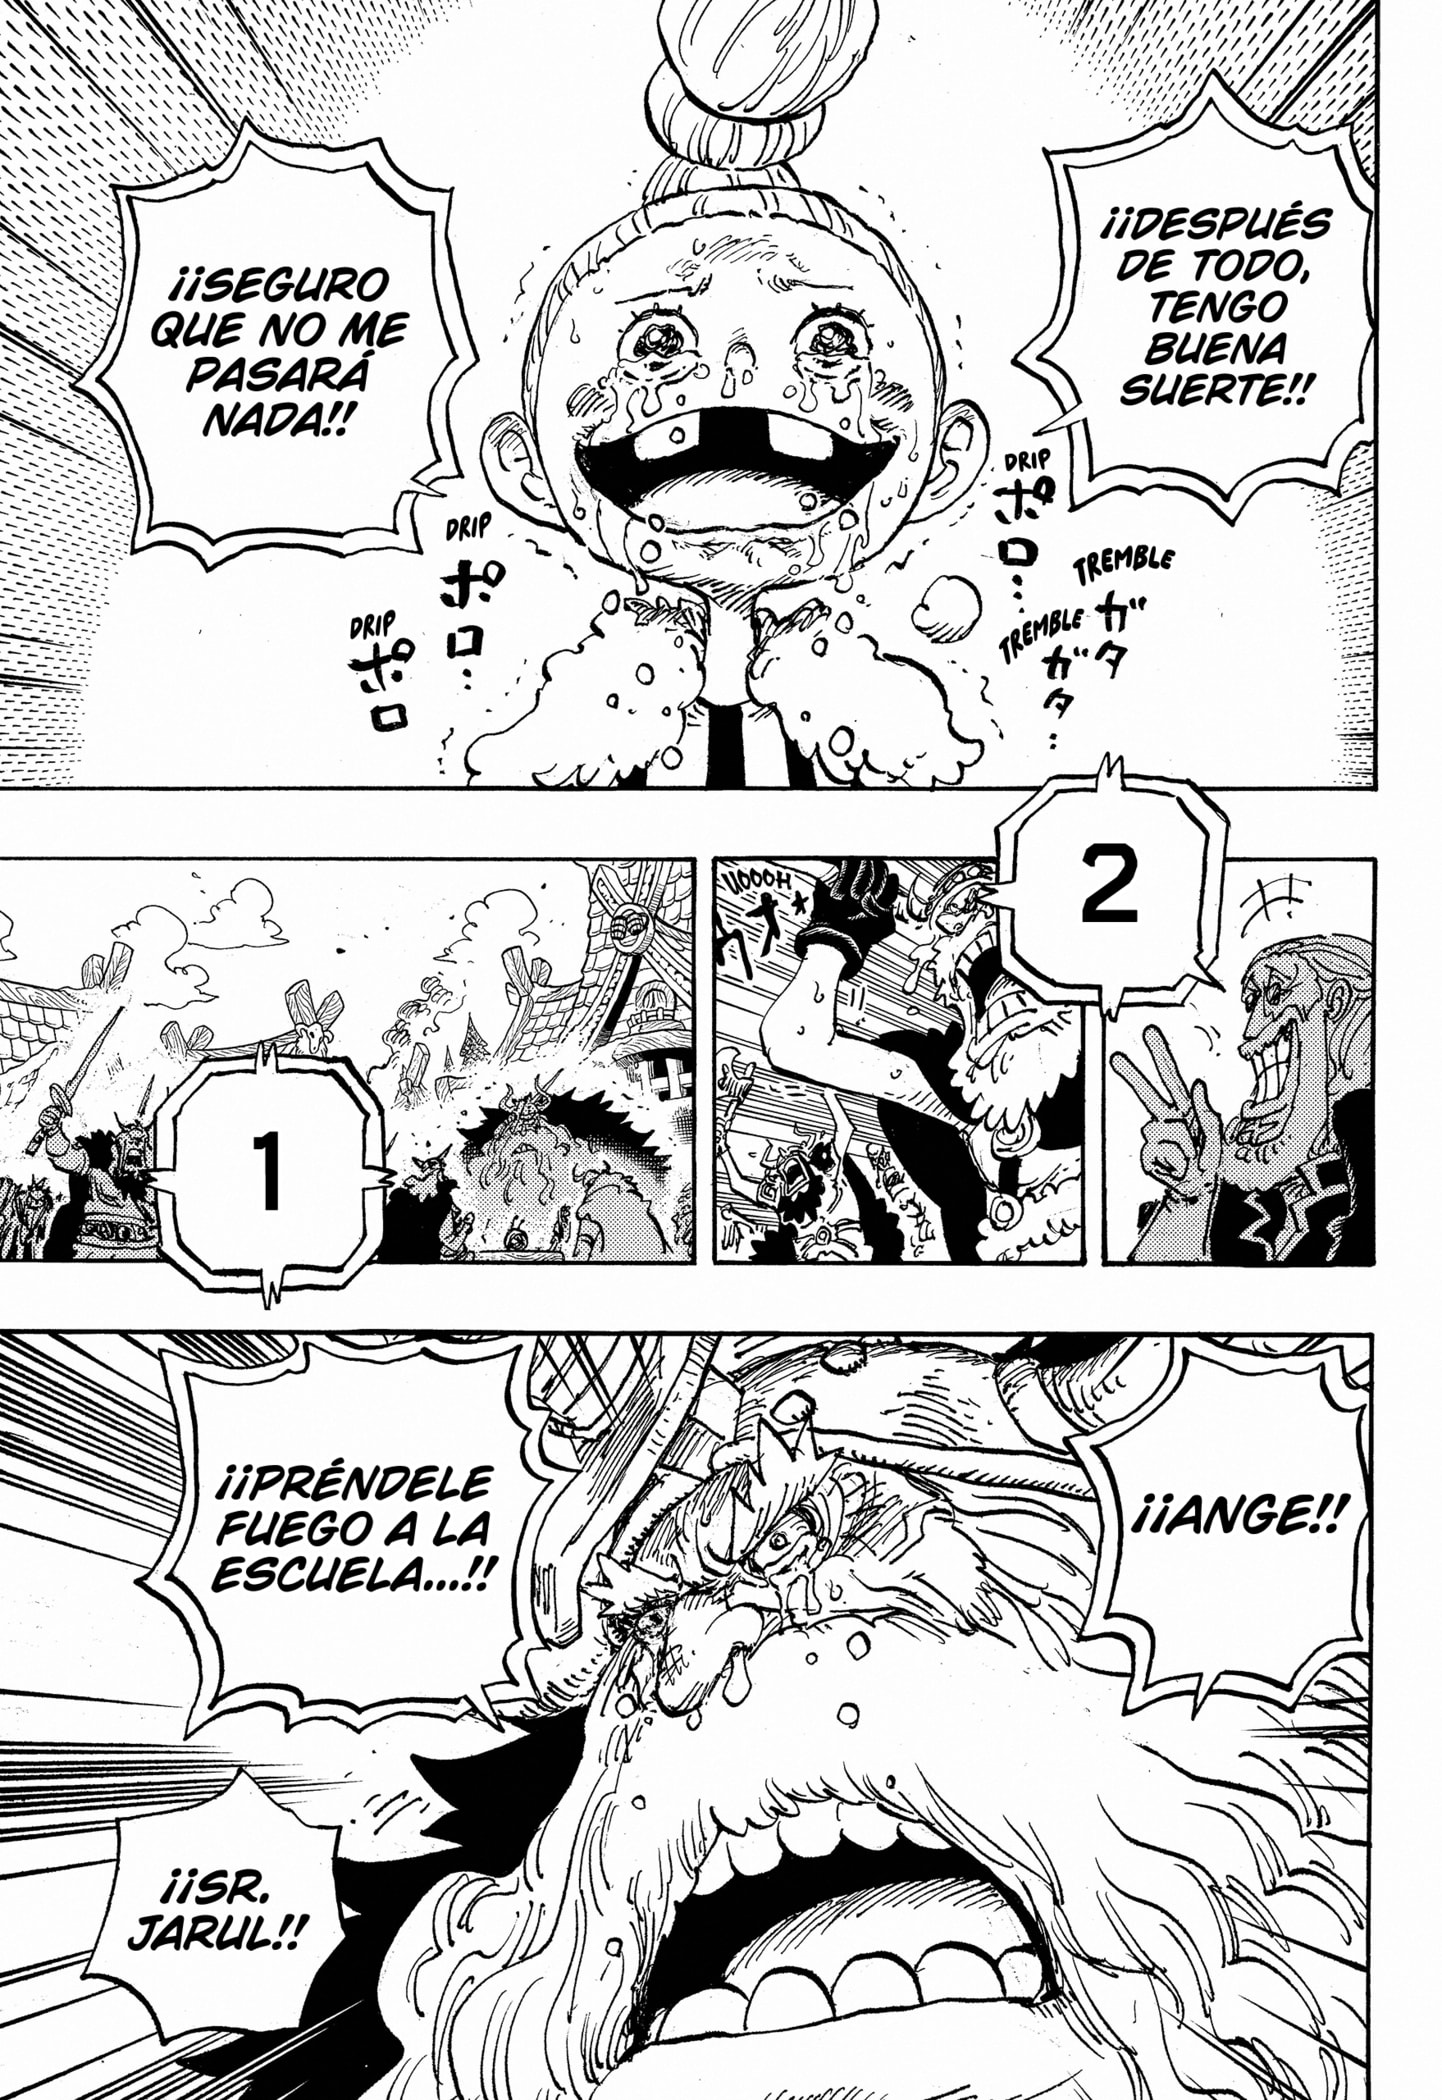 ¡¡DESPUÉS
DE TODO,
TENGO
BUENA
SUERTE!!
¡¡SEGURO
QUE NO ME
PASARÁ
NADA!!
DRIP
ポロ…
TREMBLE
ガタ
TREMBLE
ガタ…
DRIP
ポロ…
DRIP
ポロ
2
UOOOH
1
¡¡ANGE!!
¡¡PRÉNDELE
FUEGO A LA
ESCUELA...!!
¡¡SR.
JARUL!!